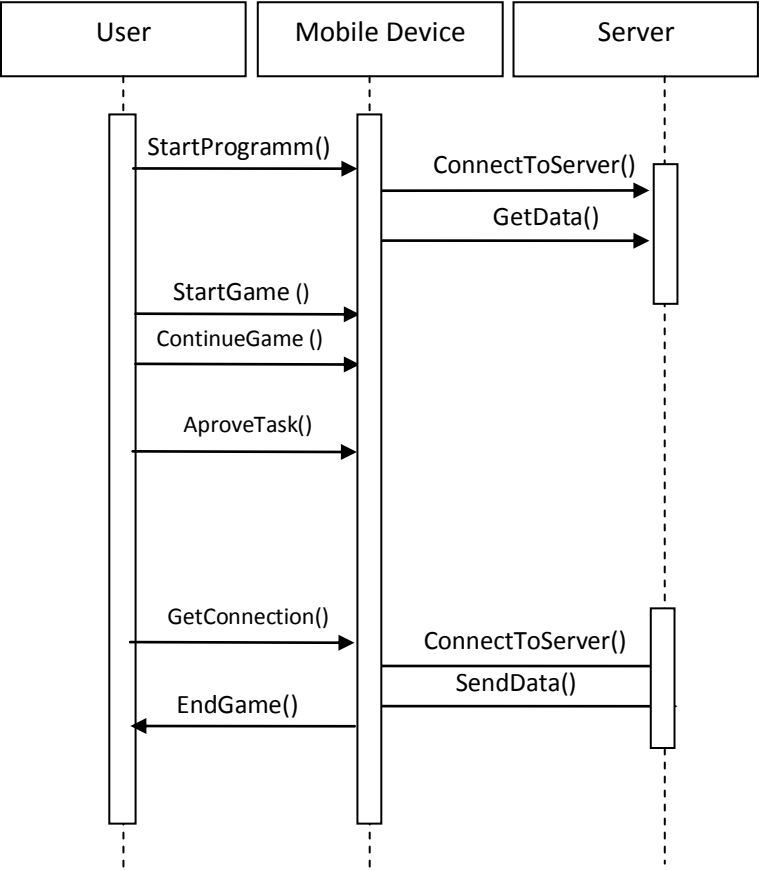 User
Mobile Device
Server
StartProgramm()
ConnectToServer()
GetData()
StartGame ()
ContinueGame ()
AproveTask()
GetConnection()
ConnectToServer()
SendData()
EndGame()